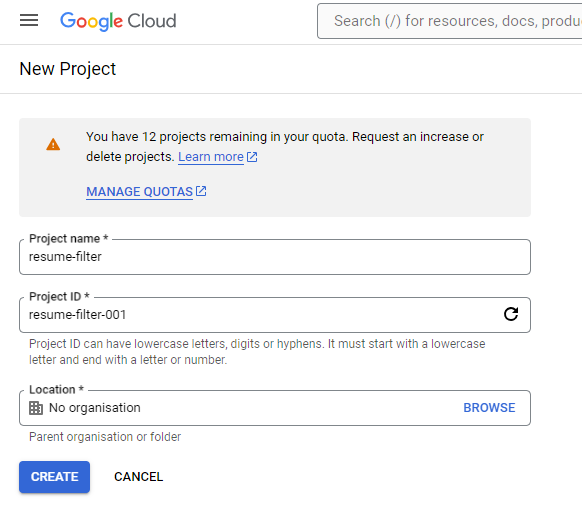 Google Cloud
Search (/) for resources, docs, produ
New Project
You have 12 projects remaining in your quota. Request an increase or
delete projects. Learn more
MANAGE QUOTAS
Project name *
resume-filter
Project ID *
resume-filter-001
Project ID can have lowercase letters, digits or hyphens. It must start with a lowercase
letter and end with a letter or number.
Location *
No organisation
BROWSE
Parent organisation or folder
CREATE
CANCEL